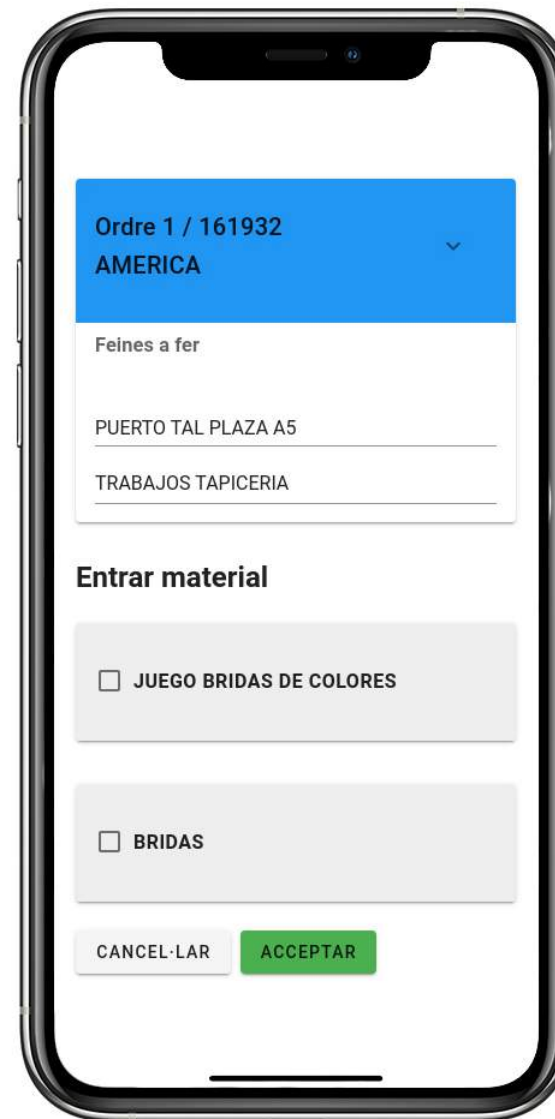 Ordre 1 / 161932
AMERICA
Feines a fer
PUERTO TAL PLAZA A5
TRABAJOS TAPICERIA
Entrar material
JUEGO BRIDAS DE COLORES
BRIDAS
CANCEL·LAR
ACCEPTAR